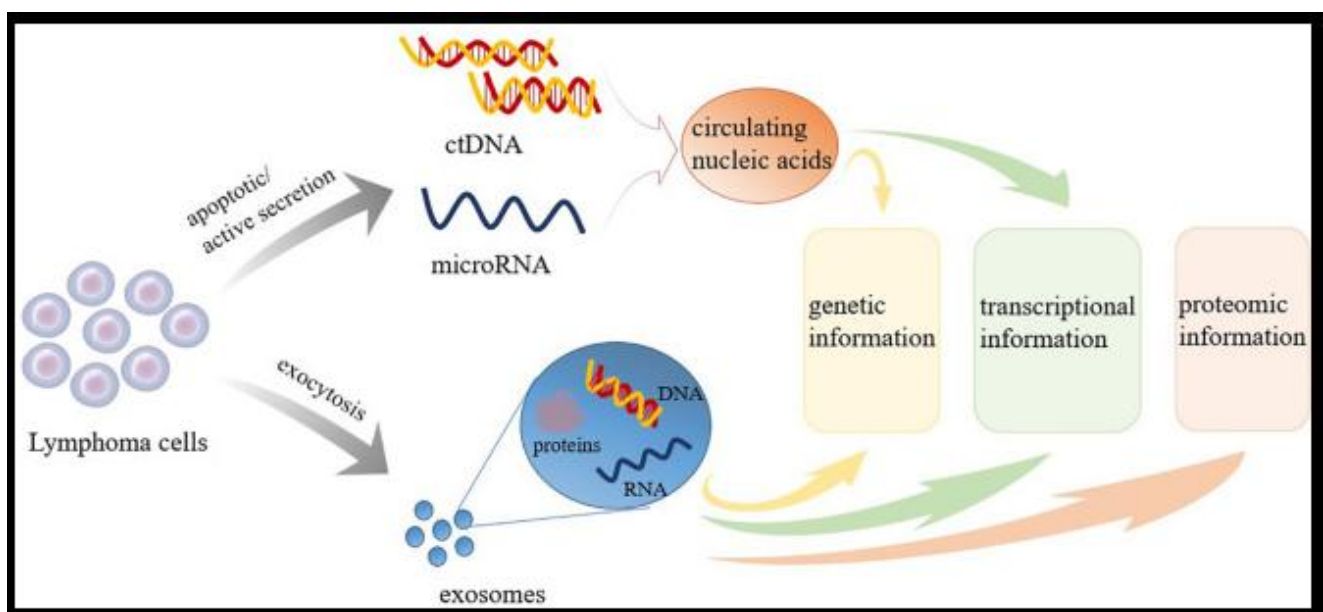 ctDNA
circulating
nucleic acids
apoptotic/
active secretion
microRNA
genetic
information
transcriptional
information
proteomic
information
Lymphoma cells
exocytosis
DNA
proteins
RNA
exosomes